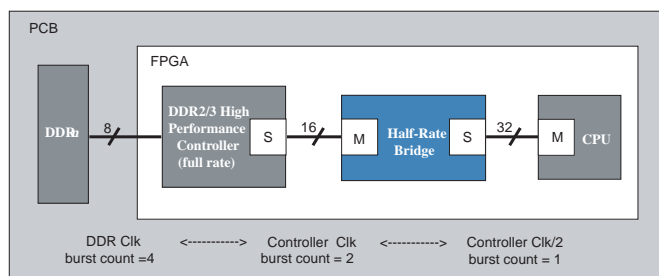 PCB
FPGA
DDR2/3 High
Performance
Controller
(full rate)
S
16
M
Half-Rate
Bridge
S
32
M
CPU
8
DDR Clk <-----------> Controller Clk <-----------> Controller Clk/2
burst count =4 burst count = 2 burst count = 1